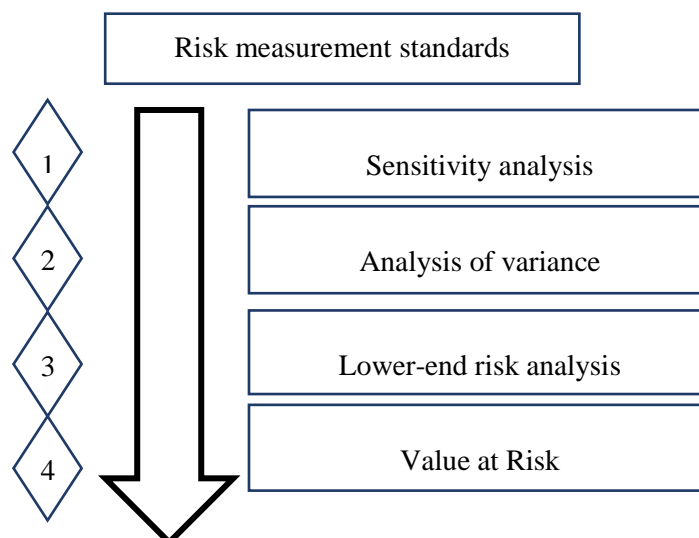 Risk measurement standards
1
Sensitivity analysis
2
Analysis of variance
3
Lower-end risk analysis
4
Value at Risk